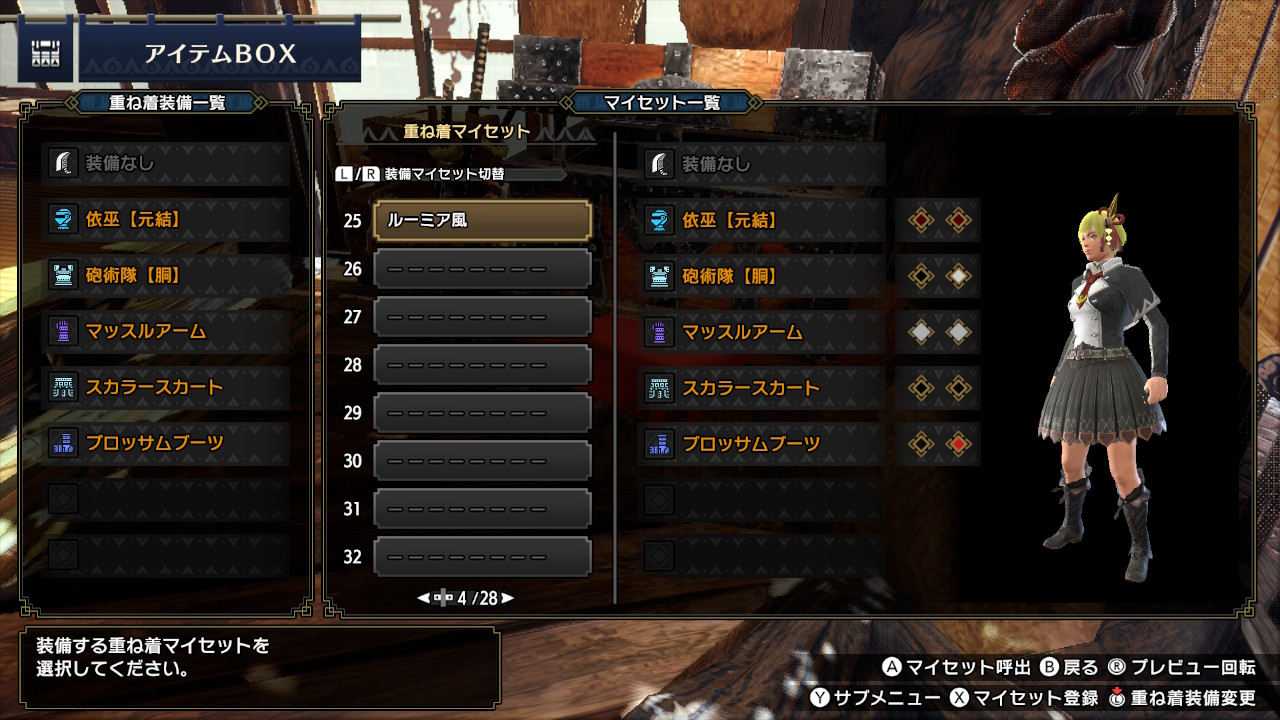 アイテムBOX
重ね着装備一覧
装備なし
依巫【元結】
砲術隊【胴】
マッスルアーム
スカラースカート
ブロッサムブーツ
マイセット一覧
重ね着マイセット
L/R 装備マイセット切替
25 ルーミア風
26 --------
27 --------
28 --------
29 --------
30 --------
31 --------
32 --------
4/28
装備なし
依巫【元結】
砲術隊【胴】
マッスルアーム
スカラースカート
ブロッサムブーツ
装備する重ね着マイセットを
選択してください。
Aマイセット呼出 B戻る Rプレビュー回転
Yサブメニュー Xマイセット登録 重ね着装備変更